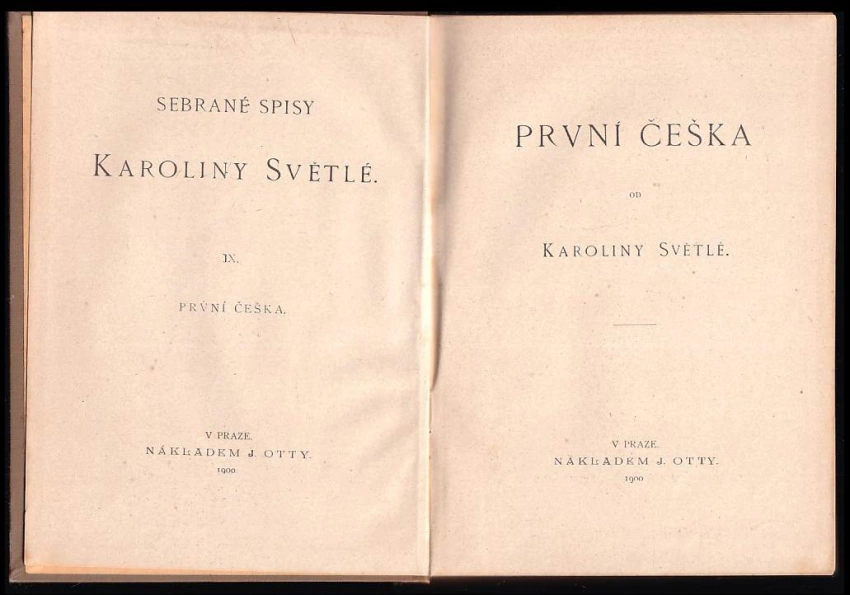 SEBRANÉ SPISY
KAROLINY SVĚTLÉ.
IX.
PRVNÍ ČEŠKA.
V PRAZE.
NÁKLADEM J. OTTY.
1900
PRVNÍ ČEŠKA
OD
KAROLINY SVĚTLÉ.
V PRAZE.
NÁKLADEM J. OTTY.
1900